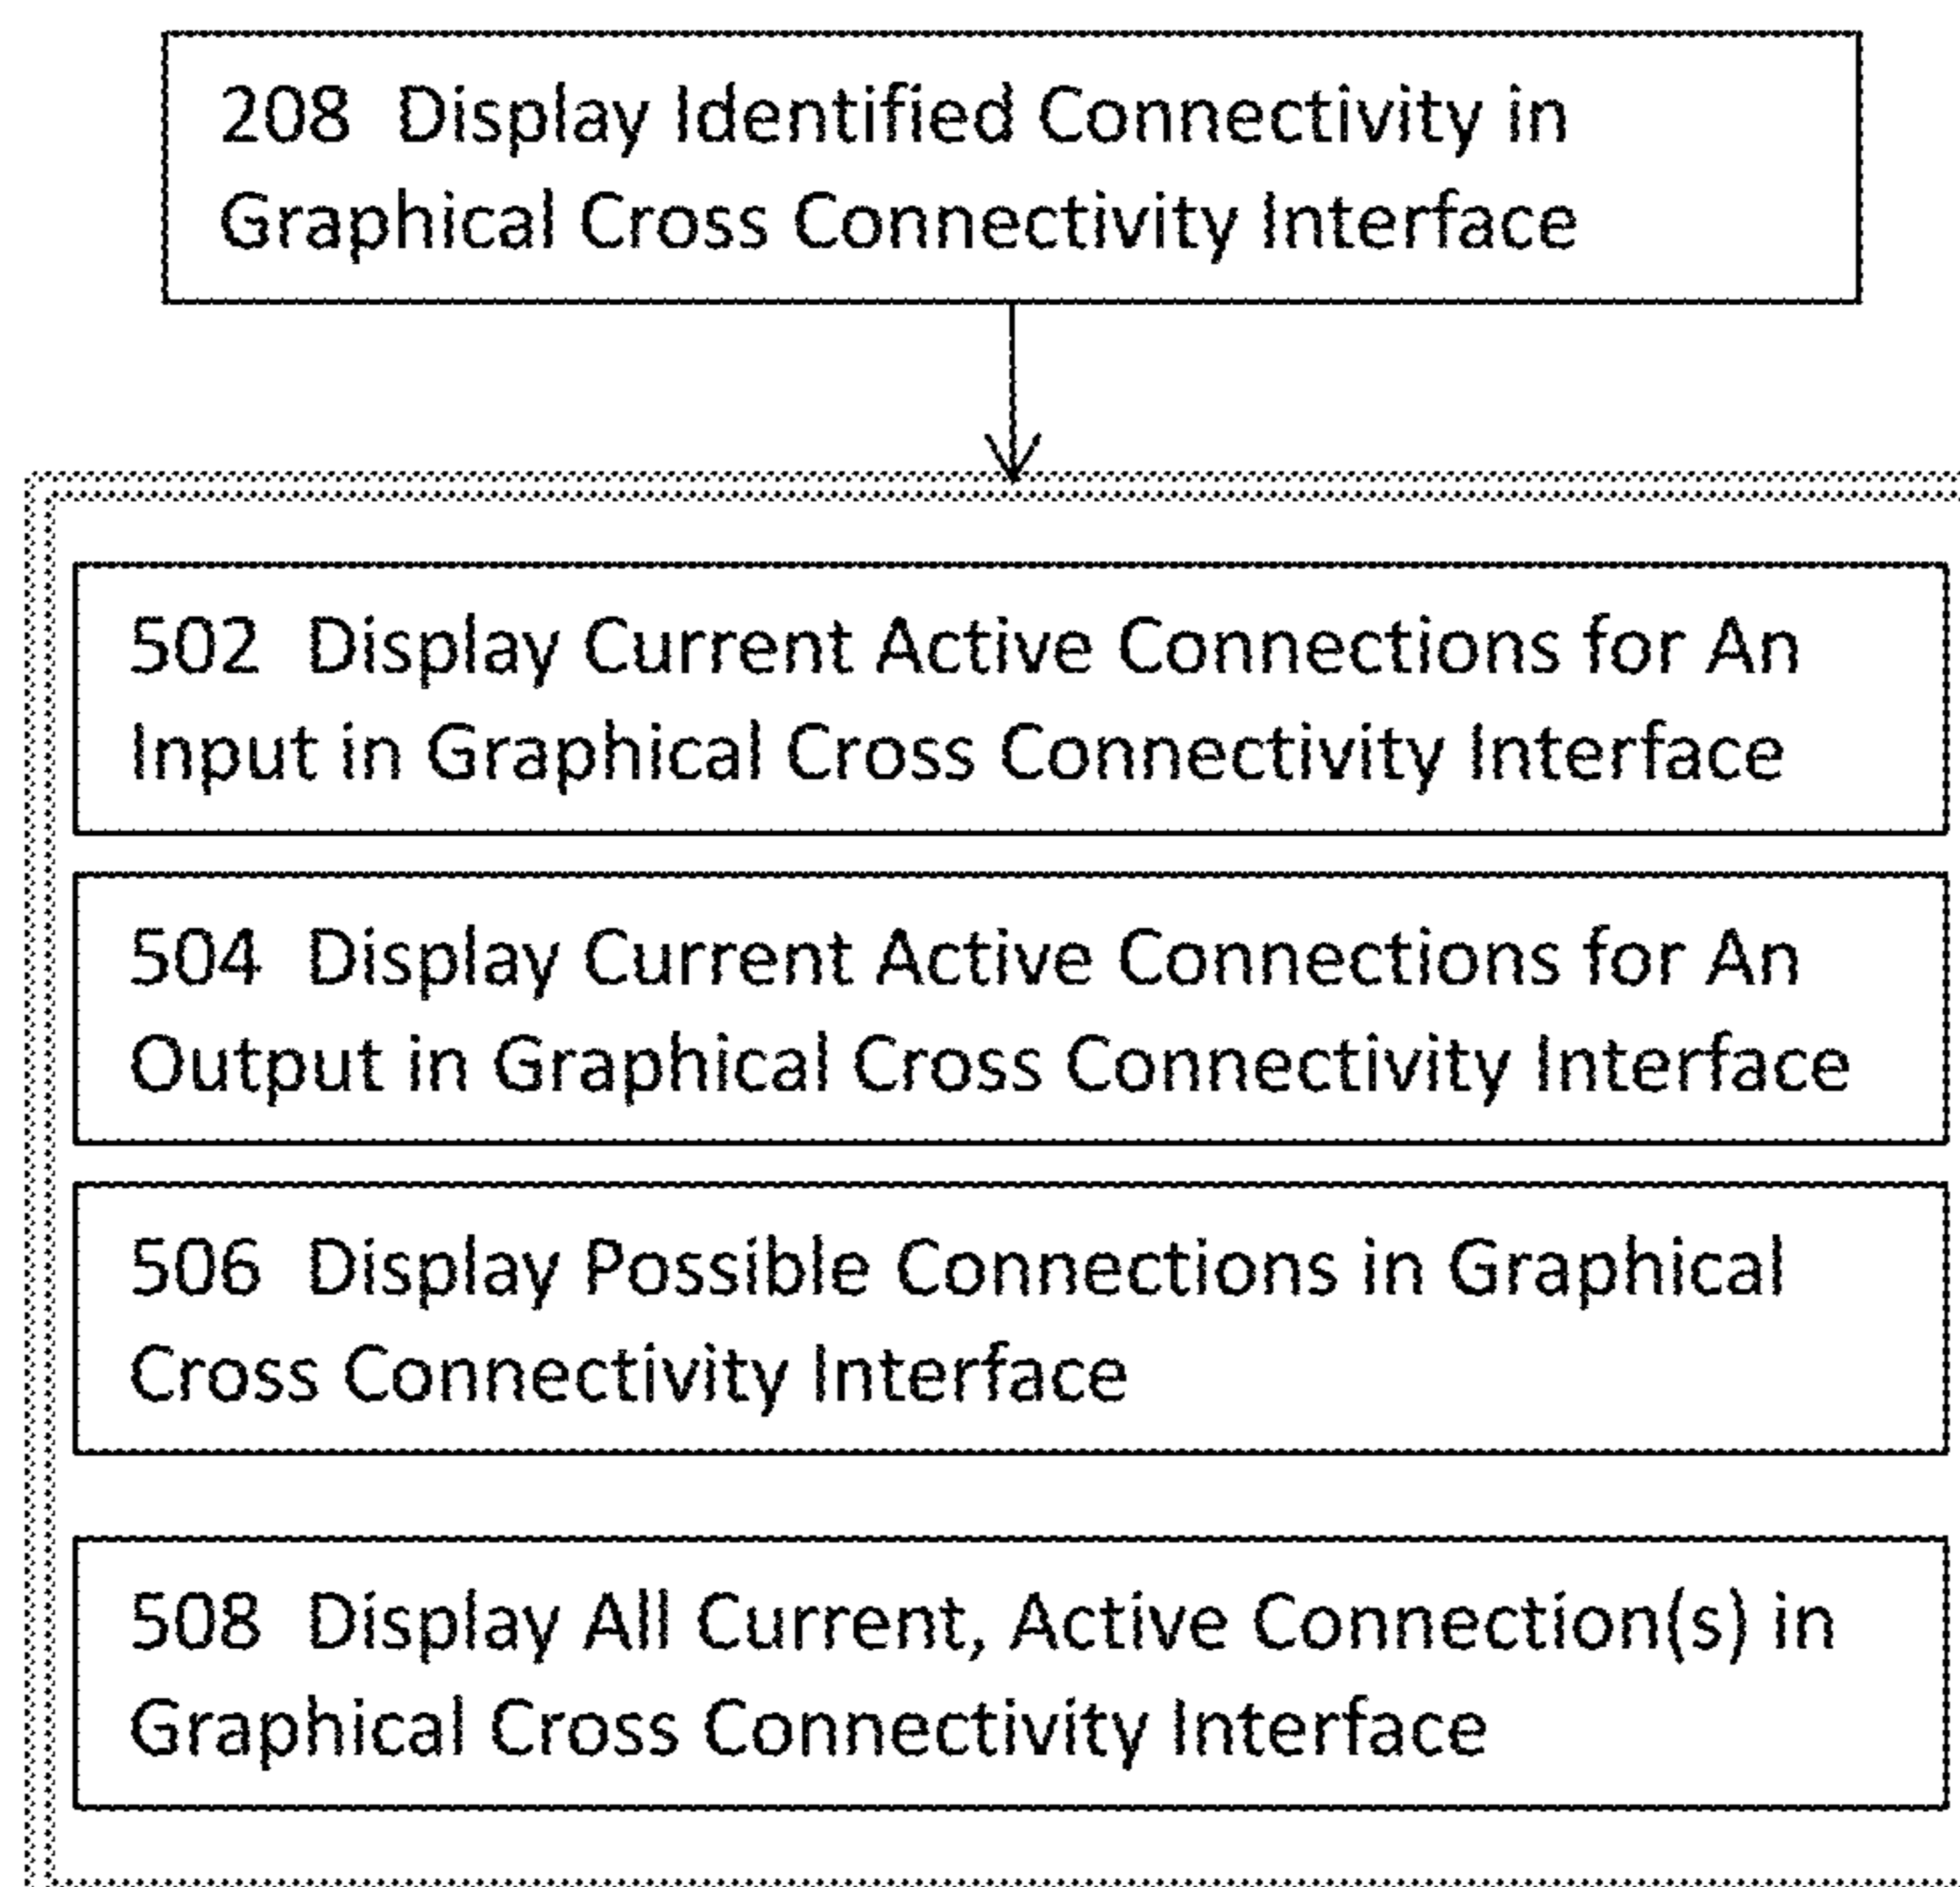 208 Display Identified Connectivity in
Graphical Cross Connectivity Interface
502 Display Current Active Connections for An
Input in Graphical Cross Connectivity Interface
504 Display Current Active Connections for An
Output in Graphical Cross Connectivity Interface
506 Display Possible Connections in Graphical
Cross Connectivity Interface
508 Display All Current, Active Connection(s) in
Graphical Cross Connectivity Interface